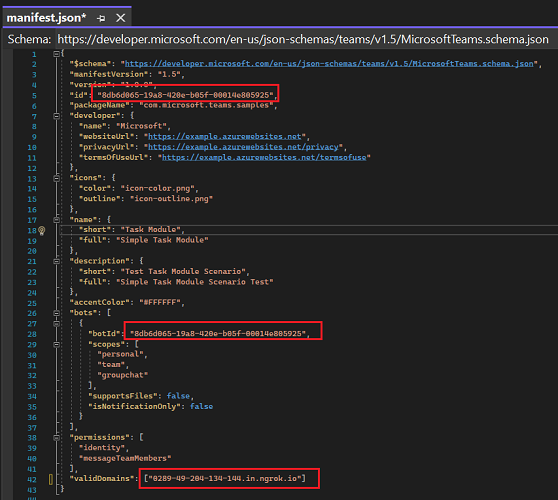 manifest.json*
Schema: https://developer.microsoft.com/en-us/json-schemas/teams/v1.5/MicrosoftTeams.schema.json
1 {
2 "$schema": "https://developer.microsoft.com/en-us/json-schemas/teams/v1.5/MicrosoftTeams.schema.json",
3 "manifestVersion": "1.5",
4 "version": "1.0.0",
5 "id": "8db6d065-19a8-420e-b05f-00014e805925",
6 "packageName": "com.microsoft.teams.samples",
7 "developer": {
8 "name": "Microsoft",
9 "websiteUrl": "https://example.azurewebsites.net",
10 "privacyUrl": "https://example.azurewebsites.net/privacy",
11 "termsOfUseUrl": "https://example.azurewebsites.net/termsofuse"
12 },
13 "icons": {
14 "color": "icon-color.png",
15 "outline": "icon-outline.png"
16 },
17 "name": {
18 "short": "Task Module",
19 "full": "Simple Task Module"
20 },
21 "description": {
22 "short": "Test Task Module Scenario",
23 "full": "Simple Task Module Scenario Test"
24 },
25 "accentColor": "#FFFFFF",
26 "bots": [
27 {
28 "botId": "8db6d065-19a8-420e-b05f-00014e805925",
29 "scopes": [
30 "personal",
31 "team",
32 "groupchat"
33 ],
34 "supportsFiles": false,
35 "isNotificationOnly": false
36 }
37 ],
38 "permissions": [
39 "identity",
40 "messageTeamMembers"
41 ],
42 "validDomains": ["0289-49-204-134-144.in.ngrok.io"]
43 }